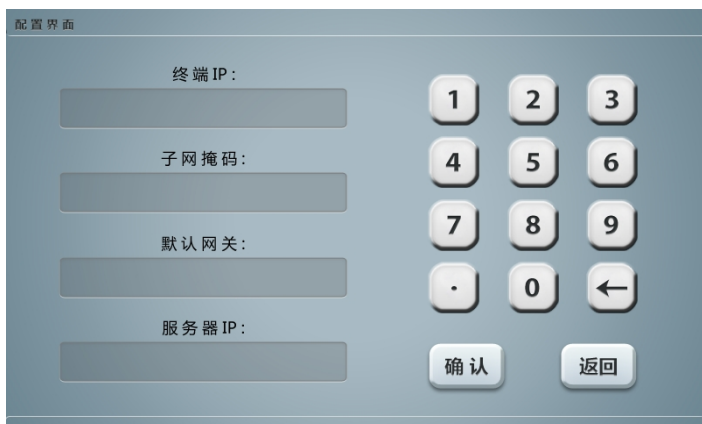 配置界面
终端IP:
子网掩码:
默认网关:
服务器IP:
1 2 3
4 5 6
7 8 9
· 0 ←
确认 返回